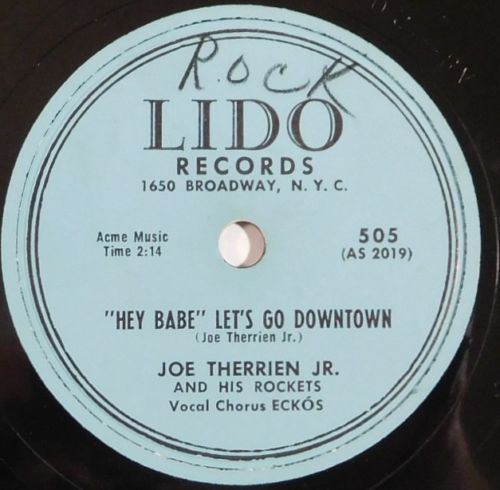 ROCK
LIDO
RECORDS
1650 BROADWAY, N. Y. C.
Acme Music
Time 2:14
505
(AS 2019)
"HEY BABE" LET'S GO DOWNTOWN
(Joe Therrien Jr.)
JOE THERRIEN JR.
AND HIS ROCKETS
Vocal Chorus ECKÓS